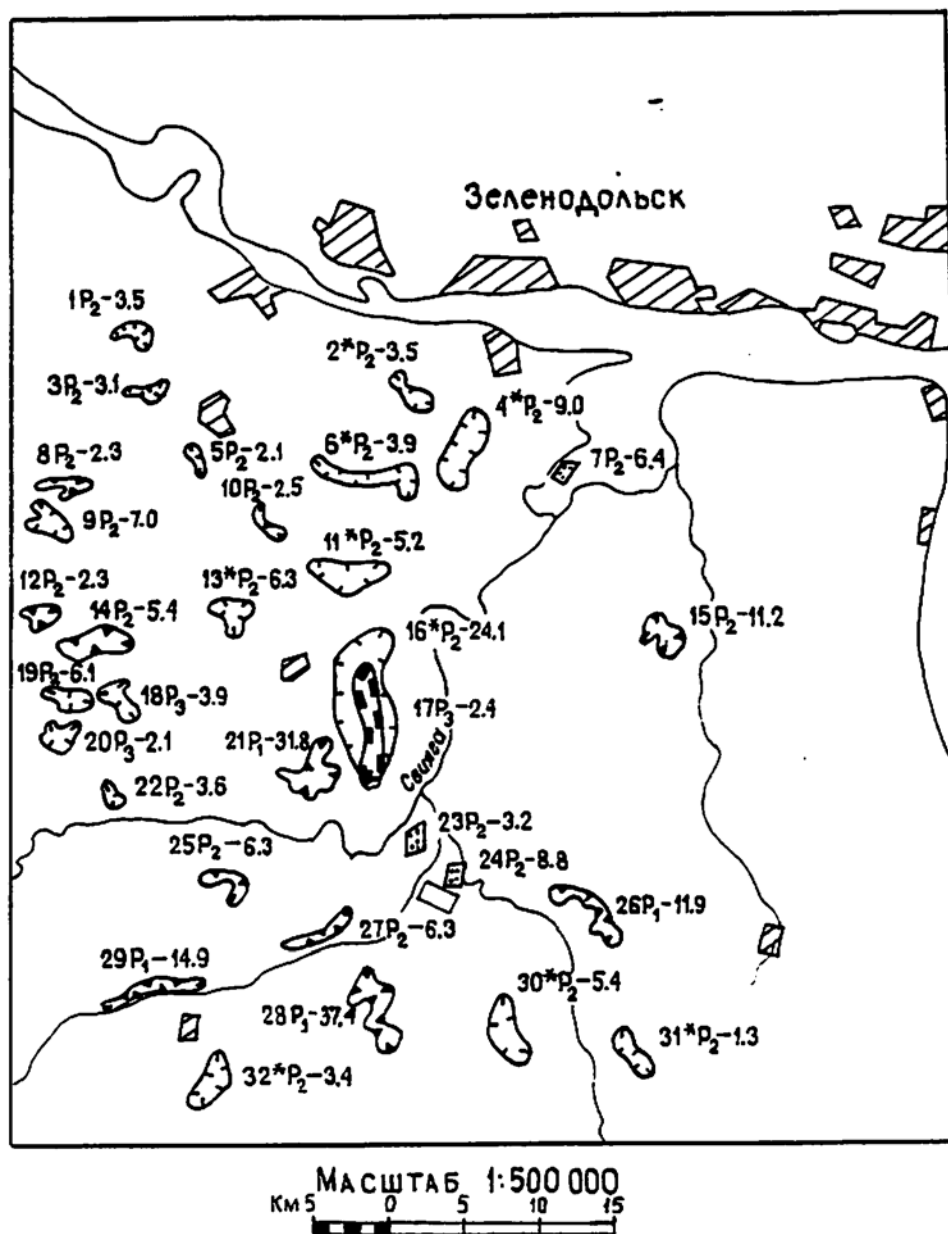 Зеленодольск
1P₂-3.5
2*P₂-3.5
3P₂-3.1
4*P₂-9.0
5P₂-2.1
6*P₂-3.9
7P₂-6.4
8P₂-2.3
10P₂-2.5
9P₂-7.0
11*P₂-5.2
12P₂-2.3
13*P₂-6.3
14P₂-5.4
15P₂-11.2
16*P₂-24.1
19P₂-6.1
18P₃-3.9
17P₃-2.4
20P₃-2.1
21P₁-31.8
Свияга
22P₂-3.6
23P₂-3.2
25P₂-6.3
24P₂-8.8
26P₁-11.9
27P₂-6.3
29P₁-14.9
30*P₂-5.4
28P₁-37.4
31*P₂-1.3
32*P₂-3.4
Масштаб 1:500 000
Км 5 0 5 10 15